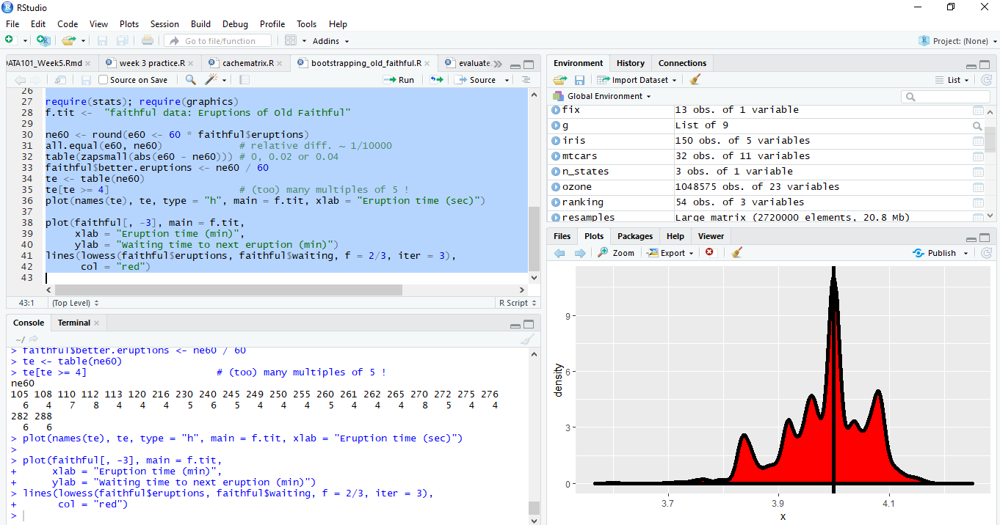 RStudio
File Edit Code View Plots Session Build Debug Profile Tools Help
Go to file/function Addins Project: (None)
DATA101_Week5.Rmd week 3 practice.R cachematrix.R bootstrapping_old_faithful.R evaluate.
Source on Save Run Source
26
27 require(stats); require(graphics)
28 f.tit <-  "faithful data: Eruptions of Old Faithful"
29
30 ne60 <- round(e60 <- 60 * faithful$eruptions)
31 all.equal(e60, ne60)             # relative diff. ~ 1/10000
32 table(zapsmall(abs(e60 - ne60))) # 0, 0.02 or 0.04
33 faithful$better.eruptions <- ne60 / 60
34 te <- table(ne60)
35 te[te >= 4]                      # (too) many multiples of 5 !
36 plot(names(te), te, type = "h", main = f.tit, xlab = "Eruption time (sec)")
37
38 plot(faithful[, -3], main = f.tit,
39      xlab = "Eruption time (min)",
40      ylab = "Waiting time to next eruption (min)")
41 lines(lowess(faithful$eruptions, faithful$waiting, f = 2/3, iter = 3),
42       col = "red")
43
43:1 (Top Level) R Script
Console Terminal
~/
> faithful$better.eruptions <- ne60 / 60
> te <- table(ne60)
> te[te >= 4]                      # (too) many multiples of 5 !
ne60
105 108 110 112 113 120 216 230 240 245 249 250 255 260 261 262 265 270 272 275 276
  6   4   7   8   4   4   4   5   6   5   4   4   4   5   4   4   4   8   5   4   4
282 288
  6   6
> plot(names(te), te, type = "h", main = f.tit, xlab = "Eruption time (sec)")
>
> plot(faithful[, -3], main = f.tit,
+      xlab = "Eruption time (min)",
+      ylab = "Waiting time to next eruption (min)")
> lines(lowess(faithful$eruptions, faithful$waiting, f = 2/3, iter = 3),
+       col = "red")
>
Environment History Connections
Import Dataset List
Global Environment
fix 13 obs. of 1 variable
g List of 9
iris 150 obs. of 5 variables
mtcars 32 obs. of 11 variables
n_states 3 obs. of 1 variable
ozone 1048575 obs. of 23 variables
ranking 54 obs. of 3 variables
resamples Large matrix (2720000 elements, 20.8 Mb)
Files Plots Packages Help Viewer
Zoom Export Publish
density
9
6
3
0
3.7 3.9 4.1
x